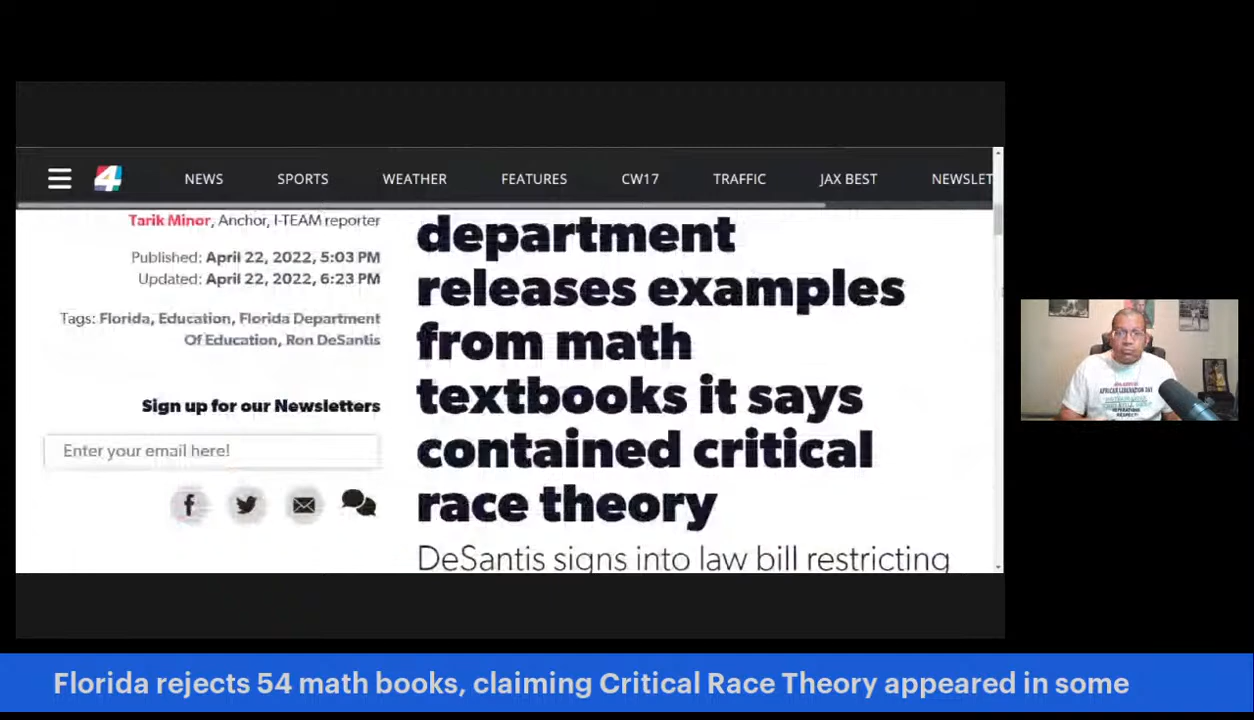 4
NEWS SPORTS WEATHER FEATURES CW17 TRAFFIC JAX BEST NEWSLET
Tarik Minor, Anchor, I-TEAM reporter
Published: April 22, 2022, 5:03 PM
Updated: April 22, 2022, 6:23 PM
Tags: Florida, Education, Florida Department
Of Education, Ron DeSantis
Sign up for our Newsletters
Enter your email here!
department
releases examples
from math
textbooks it says
contained critical
race theory
DeSantis signs into law bill restricting
AFRICAN LIBERATION DAY
Florida rejects 54 math books, claiming Critical Race Theory appeared in some